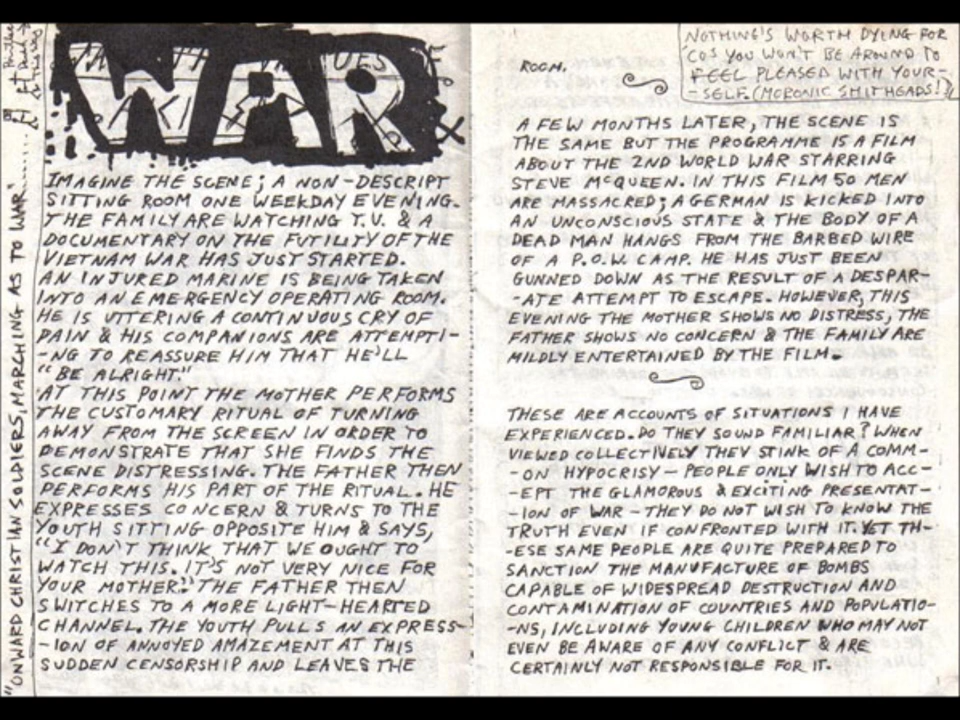 WAR
IMAGINE THE SCENE; A NON-DESCRIPT
SITTING ROOM ONE WEEKDAY EVENING.
THE FAMILY ARE WATCHING T.V. & A
DOCUMENTARY ON THE FUTILITY OF THE
VIETNAM WAR HAS JUST STARTED.
AN INJURED MARINE IS BEING TAKEN
INTO AN EMERGENCY OPERATING ROOM.
HE IS UTTERING A CONTINUOUS CRY OF
PAIN & HIS COMPANIONS ARE ATTEMPTI-
-NG TO REASSURE HIM THAT HE'LL
"BE ALRIGHT."
AT THIS POINT THE MOTHER PERFORMS
THE CUSTOMARY RITUAL OF TURNING
AWAY FROM THE SCREEN IN ORDER TO
DEMONSTRATE THAT SHE FINDS THE
SCENE DISTRESSING. THE FATHER THEN
PERFORMS HIS PART OF THE RITUAL. HE
EXPRESSES CONCERN & TURNS TO THE
YOUTH SITTING OPPOSITE HIM & SAYS,
"I DON'T THINK THAT WE OUGHT TO
WATCH THIS. IT'S NOT VERY NICE FOR
YOUR MOTHER." THE FATHER THEN
SWITCHES TO A MORE LIGHT-HEARTED
CHANNEL. THE YOUTH PULLS AN EXPRESS-
-ION OF ANNOYED AMAZEMENT AT THIS
SUDDEN CENSORSHIP AND LEAVES THE
"ONWARD CHRISTIAN SOLDIERS, MARCHING AS TO WAR"......
ROOM.
NOTHING'S WORTH DYING FOR
'COS YOU WON'T BE AROUND TO
FEEL PLEASED WITH YOUR-
-SELF. (MORONIC SHITHEADS!)
A FEW MONTHS LATER, THE SCENE IS
THE SAME BUT THE PROGRAMME IS A FILM
ABOUT THE 2ND WORLD WAR STARRING
STEVE McQUEEN. IN THIS FILM 50 MEN
ARE MASSACRED; A GERMAN IS KICKED INTO
AN UNCONSCIOUS STATE & THE BODY OF A
DEAD MAN HANGS FROM THE BARBED WIRE
OF A P.O.W. CAMP. HE HAS JUST BEEN
GUNNED DOWN AS THE RESULT OF A DESPAR-
-ATE ATTEMPT TO ESCAPE. HOWEVER, THIS
EVENING THE MOTHER SHOWS NO DISTRESS, THE
FATHER SHOWS NO CONCERN & THE FAMILY ARE
MILDLY ENTERTAINED BY THE FILM.
THESE ARE ACCOUNTS OF SITUATIONS I HAVE
EXPERIENCED. DO THEY SOUND FAMILIAR? WHEN
VIEWED COLLECTIVELY THEY STINK OF A COMM-
-ON HYPOCRISY - PEOPLE ONLY WISH TO ACC-
-EPT THE GLAMOROUS & EXCITING PRESENTAT-
-ION OF WAR - THEY DO NOT WISH TO KNOW THE
TRUTH EVEN IF CONFRONTED WITH IT. YET TH-
-ESE SAME PEOPLE ARE QUITE PREPARED TO
SANCTION THE MANUFACTURE OF BOMBS
CAPABLE OF WIDESPREAD DESTRUCTION AND
CONTAMINATION OF COUNTRIES AND POPULATIO-
-NS, INCLUDING YOUNG CHILDREN WHO MAY NOT
EVEN BE AWARE OF ANY CONFLICT & ARE
CERTAINLY NOT RESPONSIBLE FOR IT.